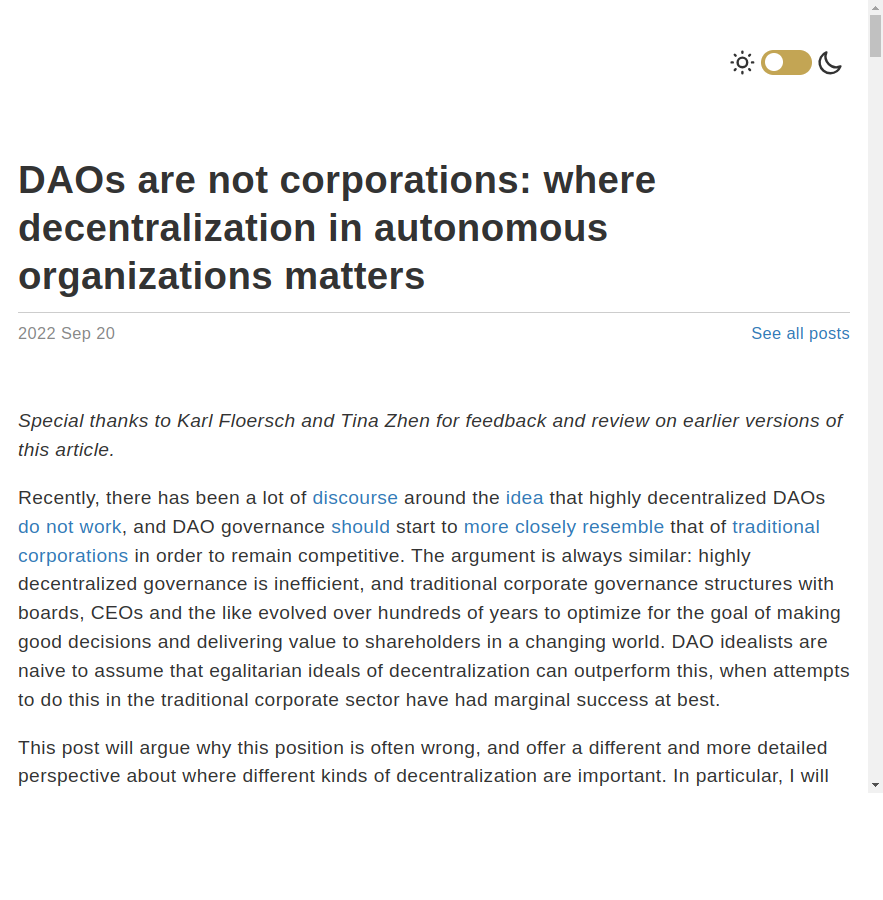 DAOs are not corporations: where
decentralization in autonomous
organizations matters
2022 Sep 20
See all posts
Special thanks to Karl Floersch and Tina Zhen for feedback and review on earlier versions of
this article.
Recently, there has been a lot of discourse around the idea that highly decentralized DAOs
do not work, and DAO governance should start to more closely resemble that of traditional
corporations in order to remain competitive. The argument is always similar: highly
decentralized governance is inefficient, and traditional corporate governance structures with
boards, CEOs and the like evolved over hundreds of years to optimize for the goal of making
good decisions and delivering value to shareholders in a changing world. DAO idealists are
naive to assume that egalitarian ideals of decentralization can outperform this, when attempts
to do this in the traditional corporate sector have had marginal success at best.
This post will argue why this position is often wrong, and offer a different and more detailed
perspective about where different kinds of decentralization are important. In particular, I will